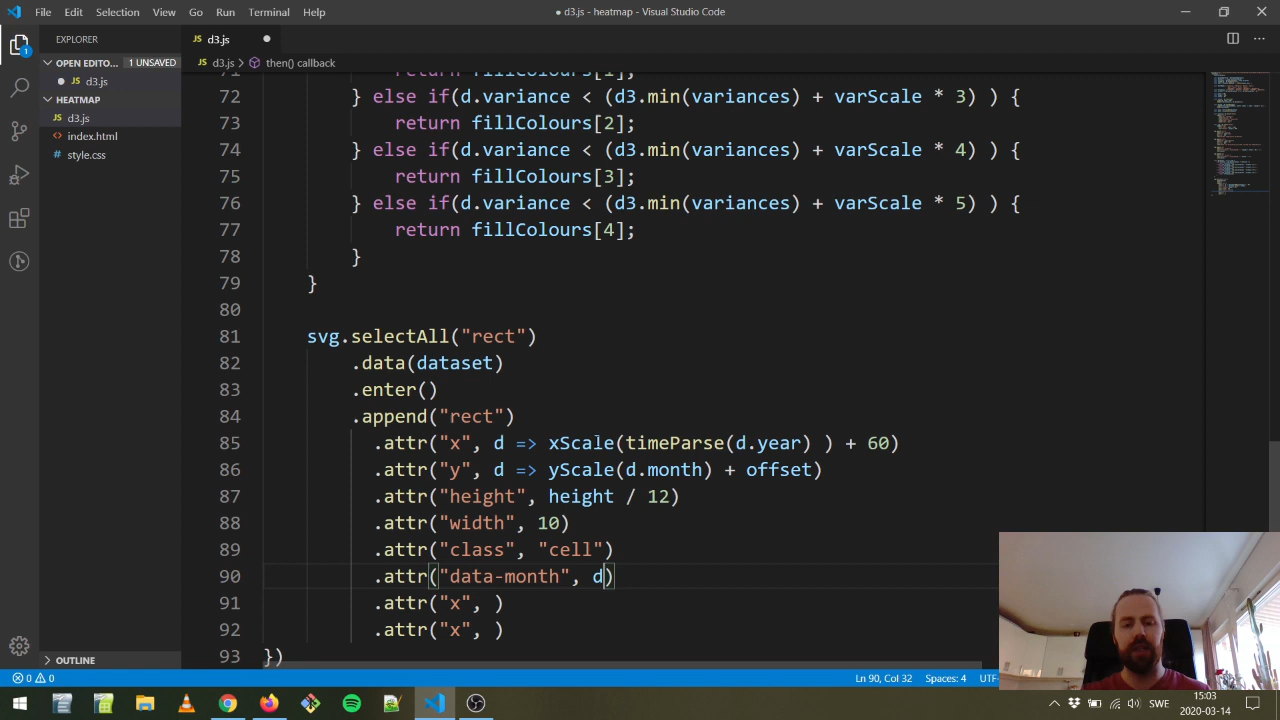 File Edit Selection View Go Run Terminal Help
● d3.js - heatmap - Visual Studio Code
EXPLORER
JS d3.js ●
OPEN EDITO... 1 UNSAVED
JS d3.js > then() callback
● JS d3.js
HEATMAP
JS d3.js
<> index.html
# style.css
1
72 } else if(d.variance < (d3.min(variances) + varScale * 3) ) {
73 return fillColours[2];
74 } else if(d.variance < (d3.min(variances) + varScale * 4) ) {
75 return fillColours[3];
76 } else if(d.variance < (d3.min(variances) + varScale * 5) ) {
77 return fillColours[4];
78 }
79 }
80
81 svg.selectAll("rect")
82 .data(dataset)
83 .enter()
84 .append("rect")
85 .attr("x", d => xScale(timeParse(d.year) ) + 60)
86 .attr("y", d => yScale(d.month) + offset)
87 .attr("height", height / 12)
88 .attr("width", 10)
89 .attr("class", "cell")
90 .attr("data-month", d)
91 .attr("x", )
92 .attr("x", )
93 })
OUTLINE
0 0 Ln 90, Col 32 Spaces: 4 UTF-
SWE
15:03
2020-03-14